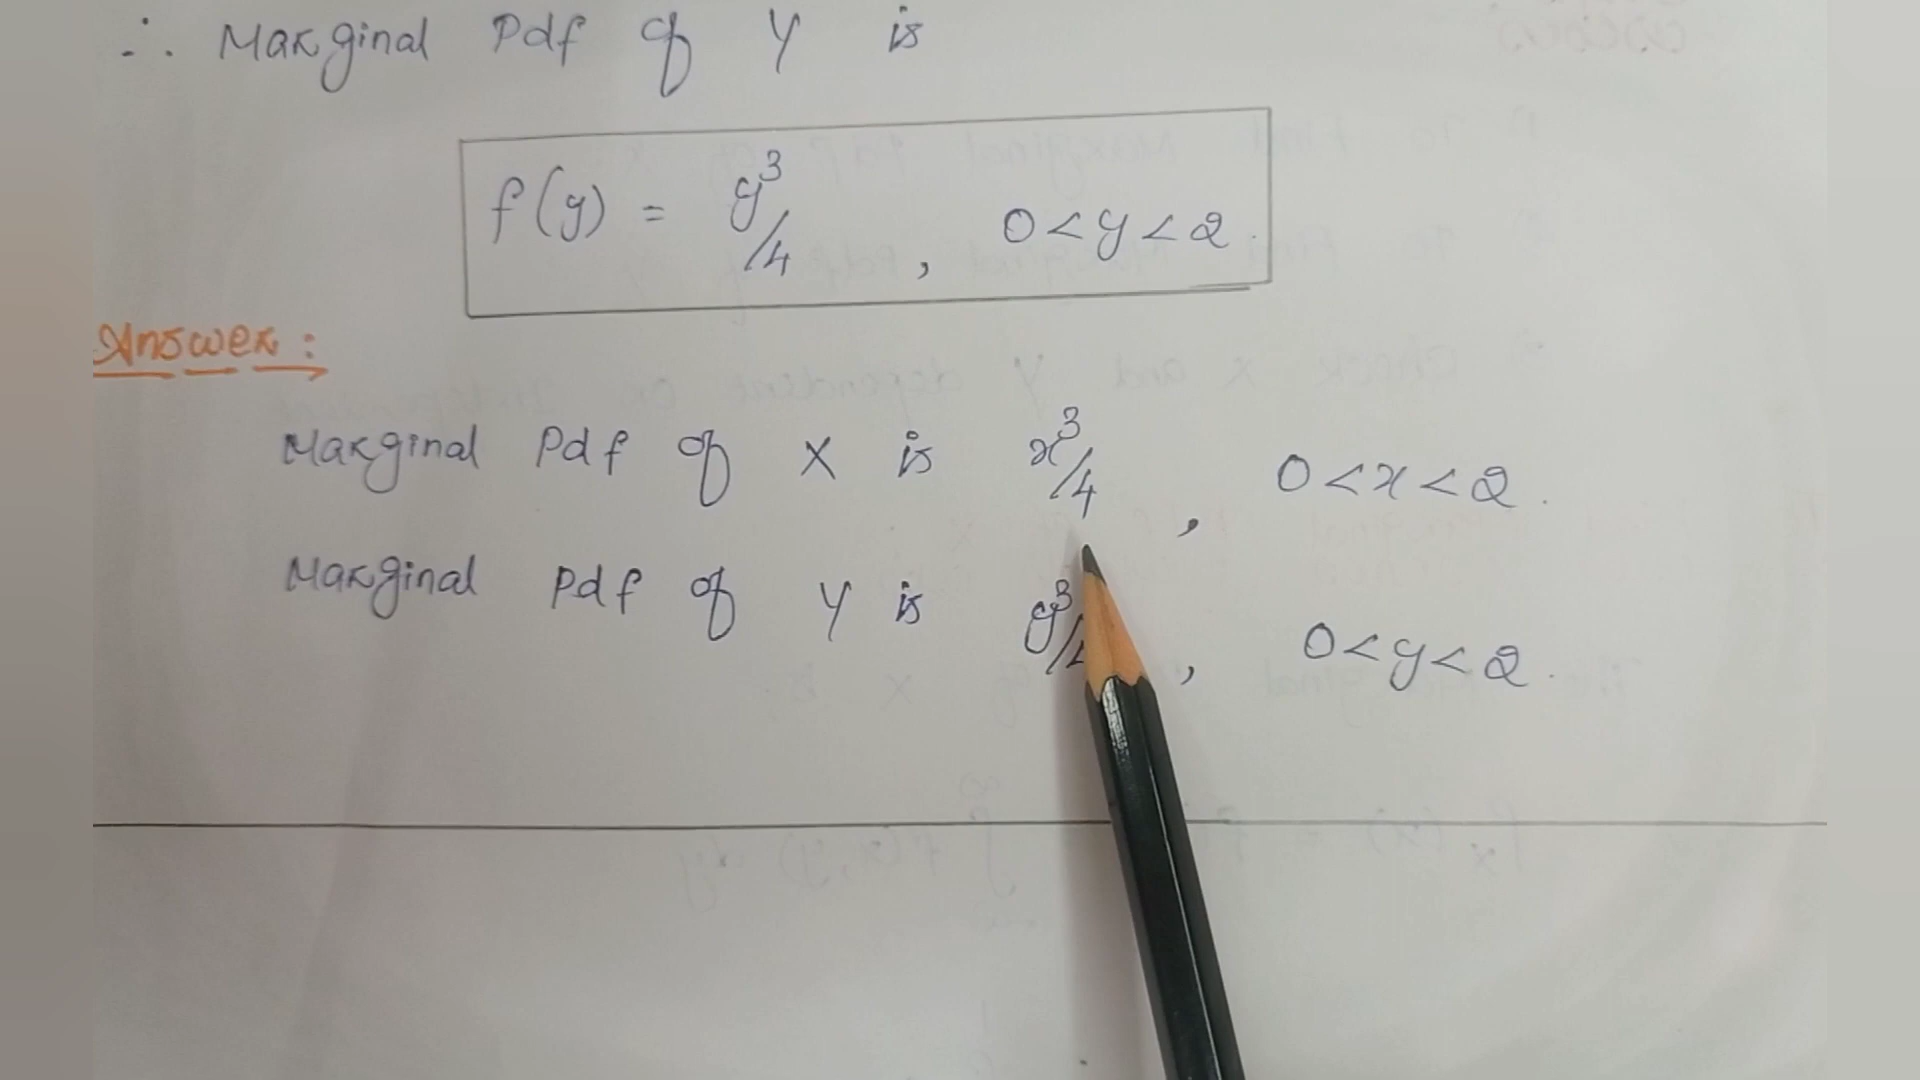 ∴ Marginal Pdf of Y is
f(y) = y³/4 , 0<y<2.
Answer:
Marginal Pdf of X is x³/4 , 0<x<2.
Marginal Pdf of Y is y³/4 , 0<y<2.